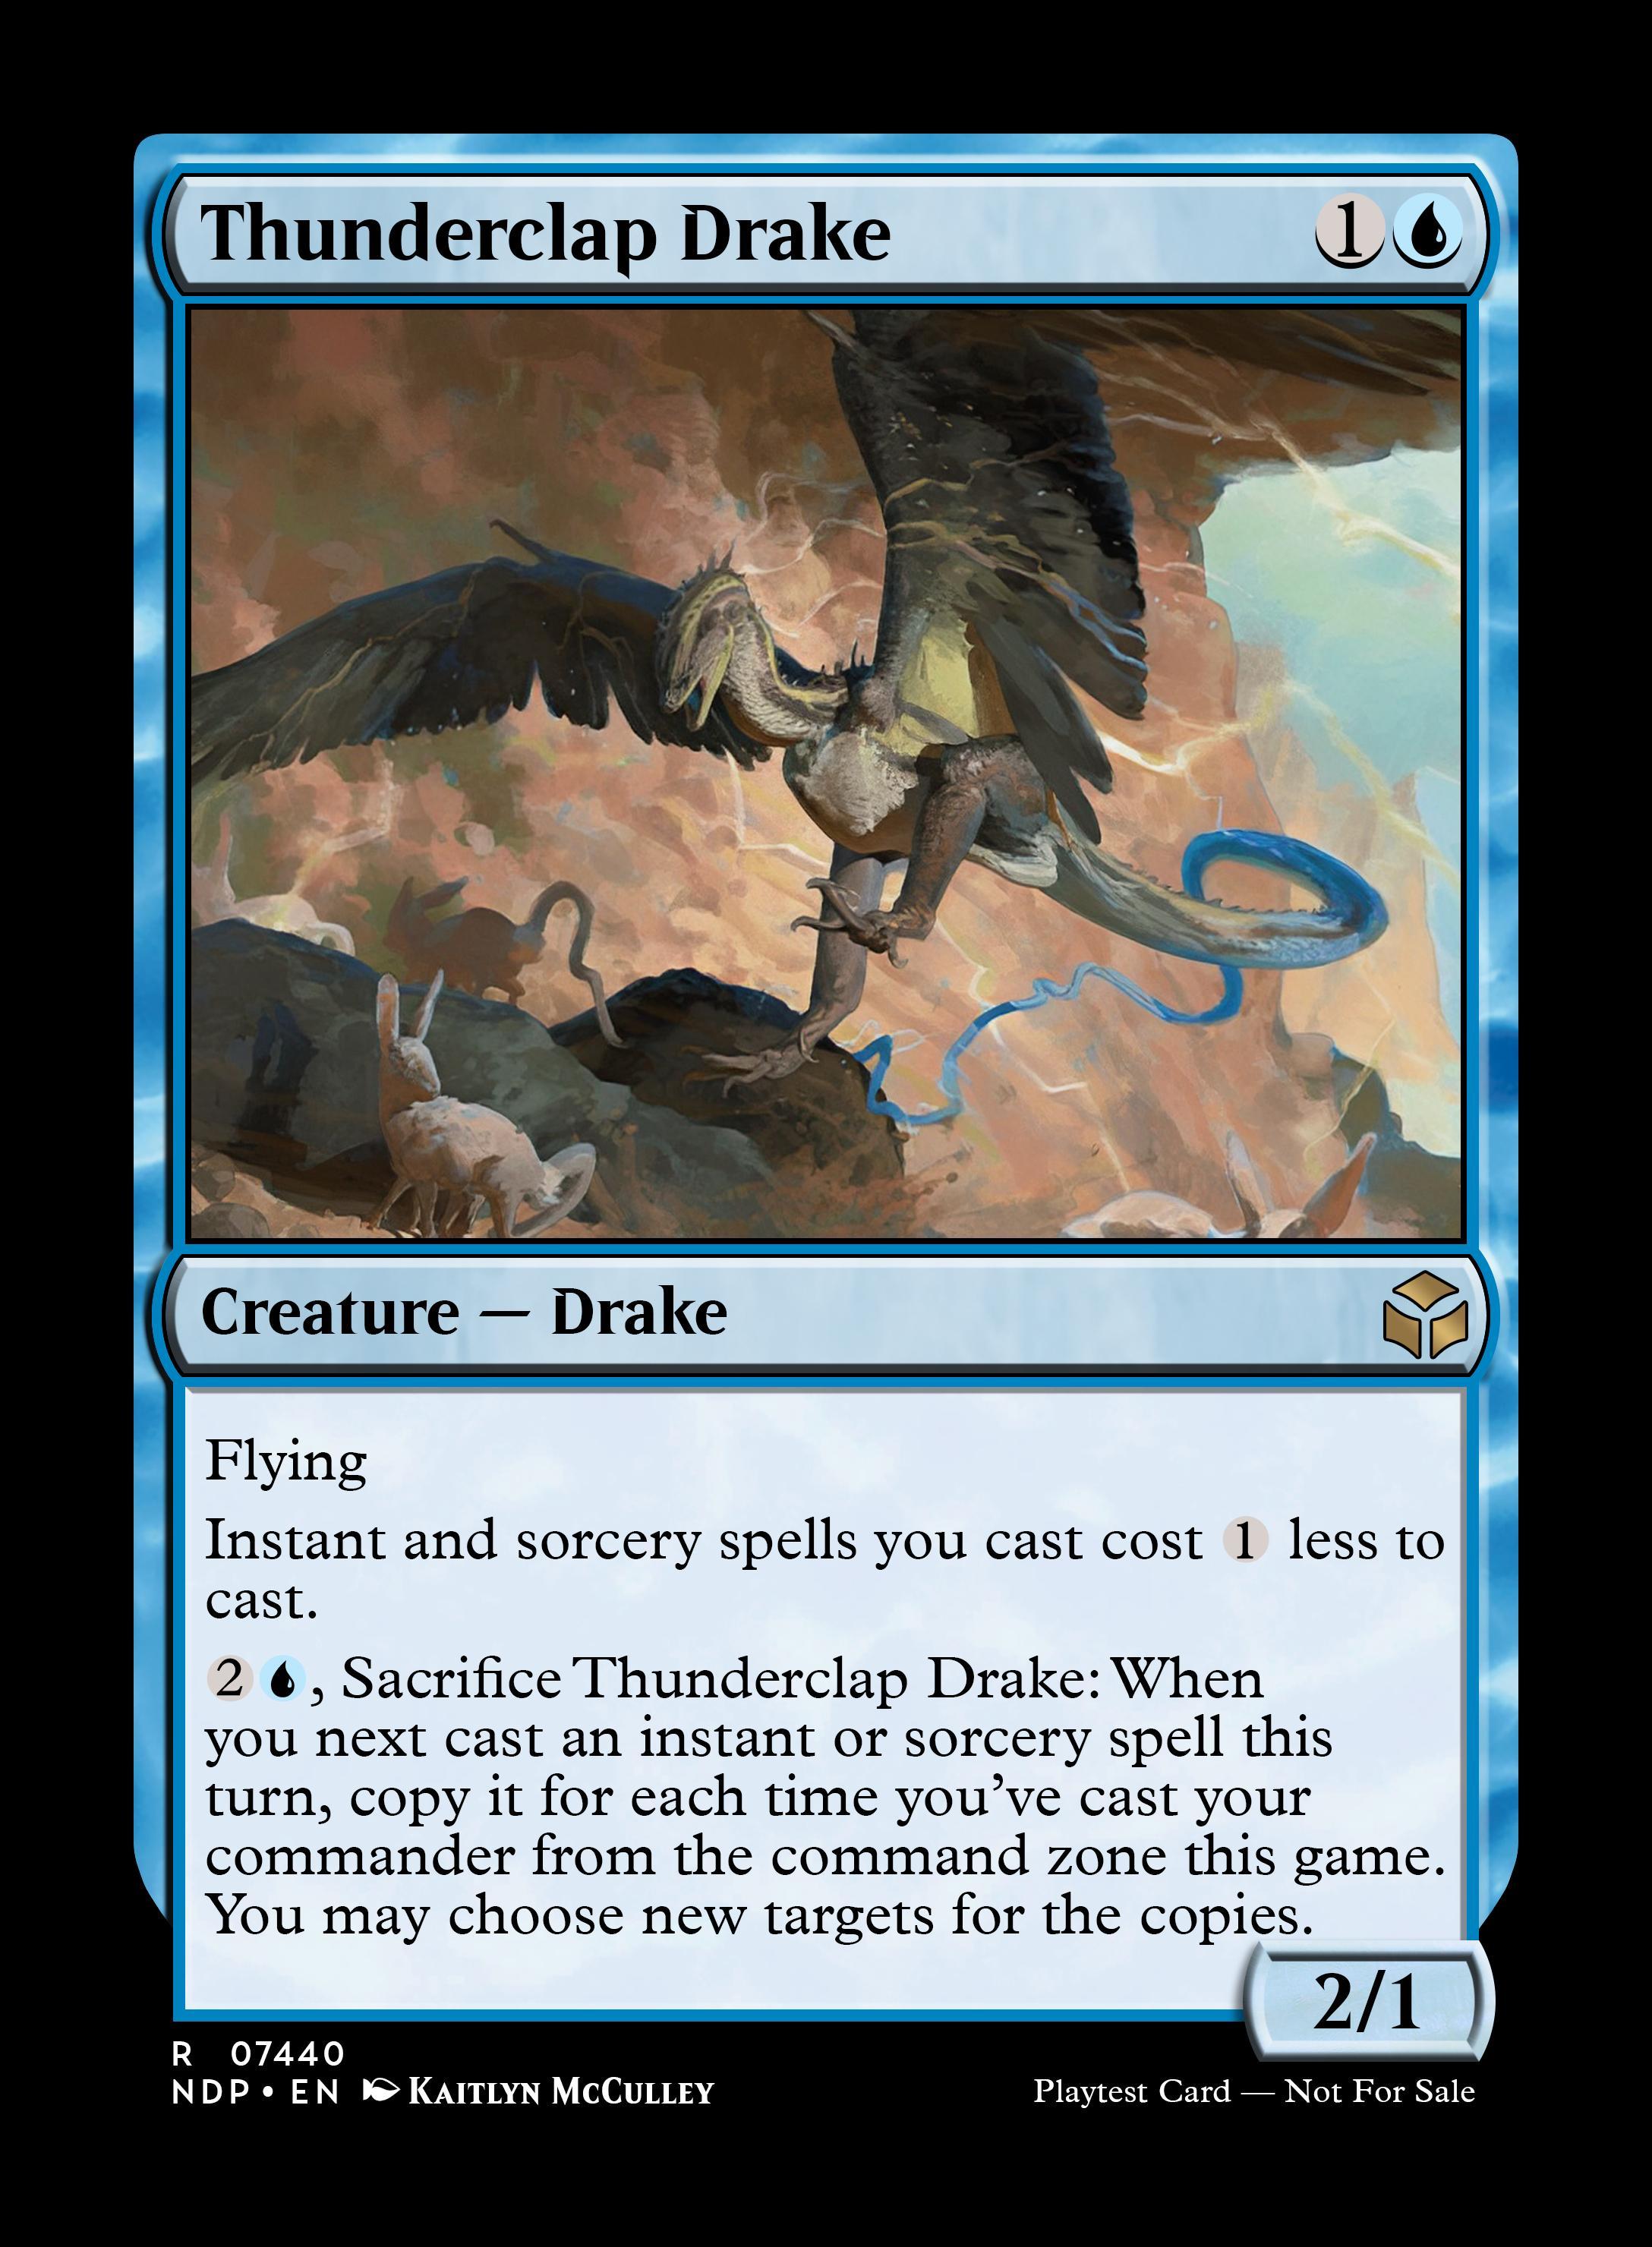 Thunderclap Drake 1
Creature — Drake
Flying
Instant and sorcery spells you cast cost 1 less to
cast.
2, Sacrifice Thunderclap Drake: When
you next cast an instant or sorcery spell this
turn, copy it for each time you’ve cast your
commander from the command zone this game.
You may choose new targets for the copies.
2/1
R 07440
NDP • EN KAITLYN MCCULLEY
Playtest Card — Not For Sale